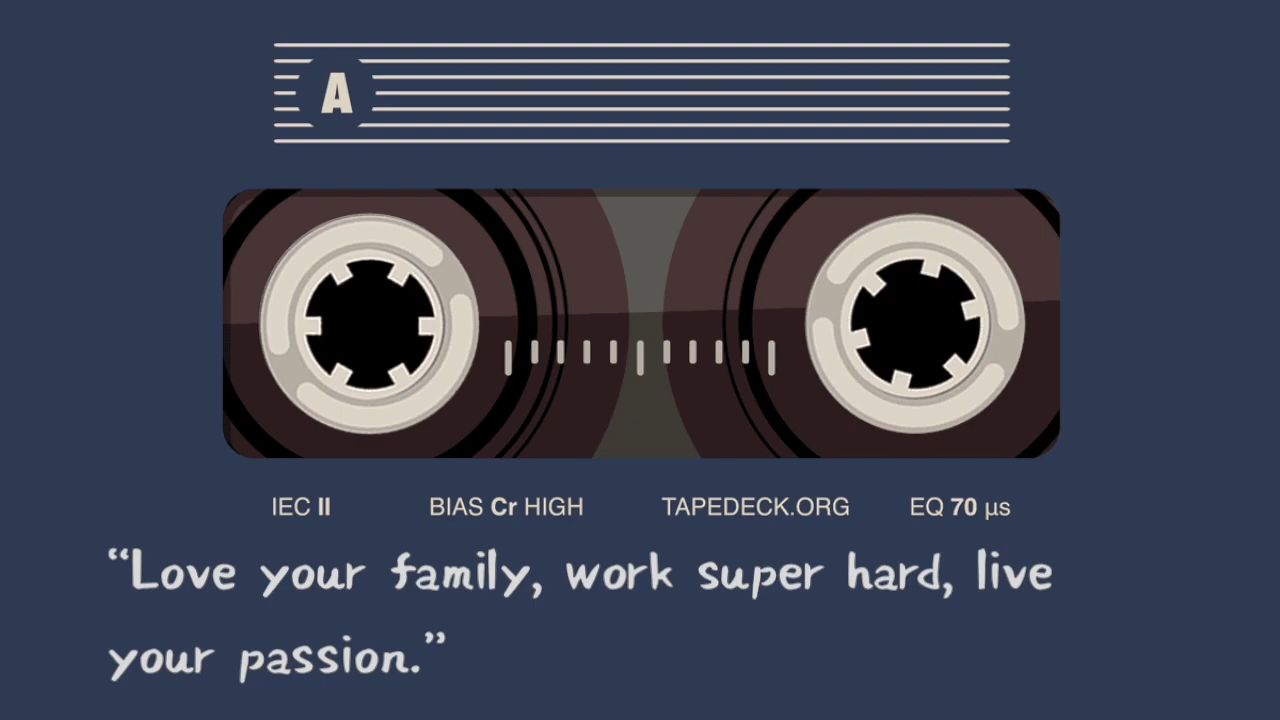 A
IEC II BIAS Cr HIGH TAPEDECK.ORG EQ 70 µs
“Love your family, work super hard, live
your passion.”